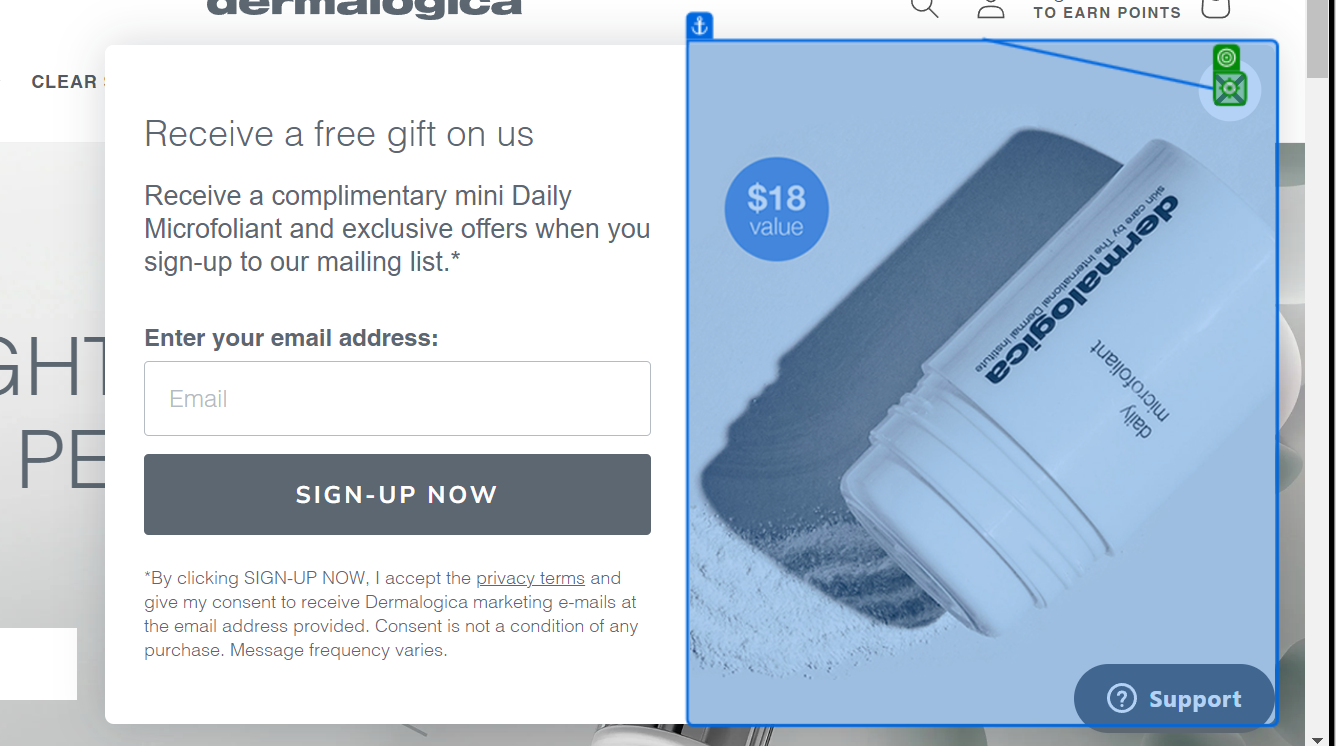 dermalogica
TO EARN POINTS
CLEAR
Receive a free gift on us
Receive a complimentary mini Daily
Microfoliant and exclusive offers when you
sign-up to our mailing list.*
Enter your email address:
Email
SIGN-UP NOW
*By clicking SIGN-UP NOW, I accept the privacy terms and
give my consent to receive Dermalogica marketing e-mails at
the email address provided. Consent is not a condition of any
purchase. Message frequency varies.
$18
value
skin care by The International Dermal Institute
dermalogica
daily
microfoliant
Support